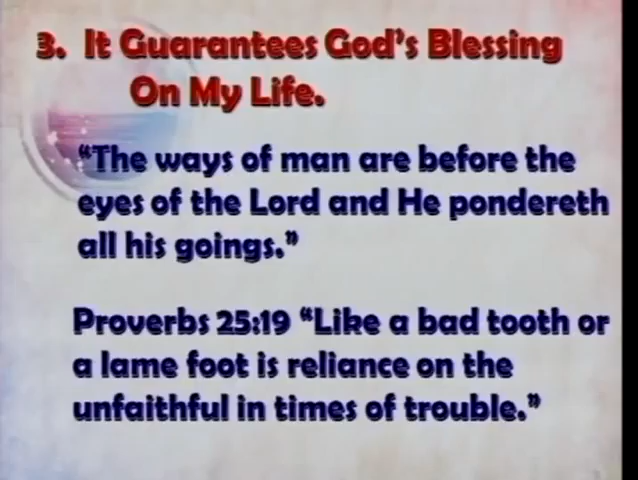 3. It Guarantees God's Blessing
On My Life.
"The ways of man are before the
eyes of the Lord and He pondereth
all his goings."
Proverbs 25:19 "Like a bad tooth or
a lame foot is reliance on the
unfaithful in times of trouble."